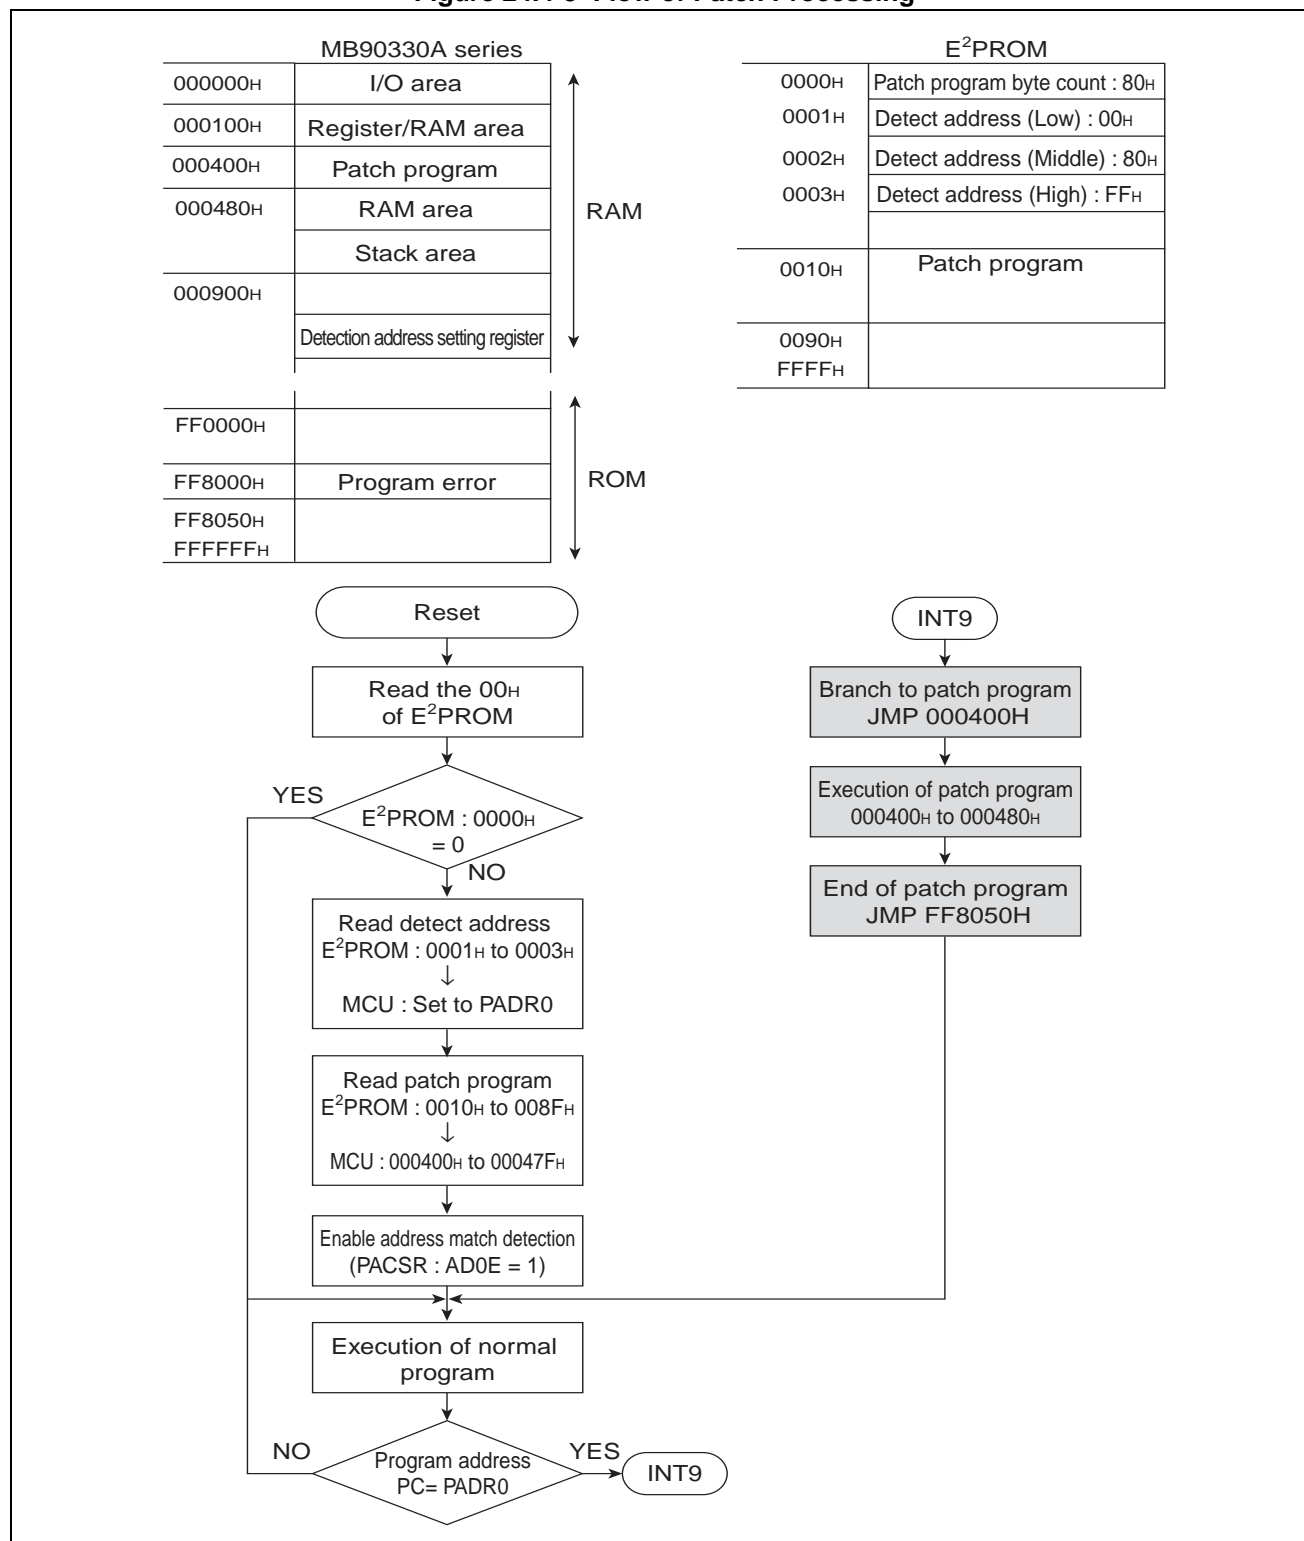 MB90330A series
000000H I/O area
000100H Register/RAM area
000400H Patch program
000480H RAM area
Stack area
000900H
Detection address setting register
RAM
FF0000H
FF8000H Program error
FF8050H
FFFFFFH
ROM
E²PROM
0000H Patch program byte count : 80H
0001H Detect address (Low) : 00H
0002H Detect address (Middle) : 80H
0003H Detect address (High) : FFH
0010H Patch program
0090H
FFFFH
Reset
Read the 00H
of E²PROM
YES
E²PROM : 0000H
= 0
NO
Read detect address
E²PROM : 0001H to 0003H
↓
MCU : Set to PADR0
Read patch program
E²PROM : 0010H to 008FH
↓
MCU : 000400H to 00047FH
Enable address match detection
(PACSR : AD0E = 1)
Execution of normal
program
NO
Program address
PC= PADR0
YES
INT9
INT9
Branch to patch program
JMP 000400H
Execution of patch program
000400H to 000480H
End of patch program
JMP FF8050H